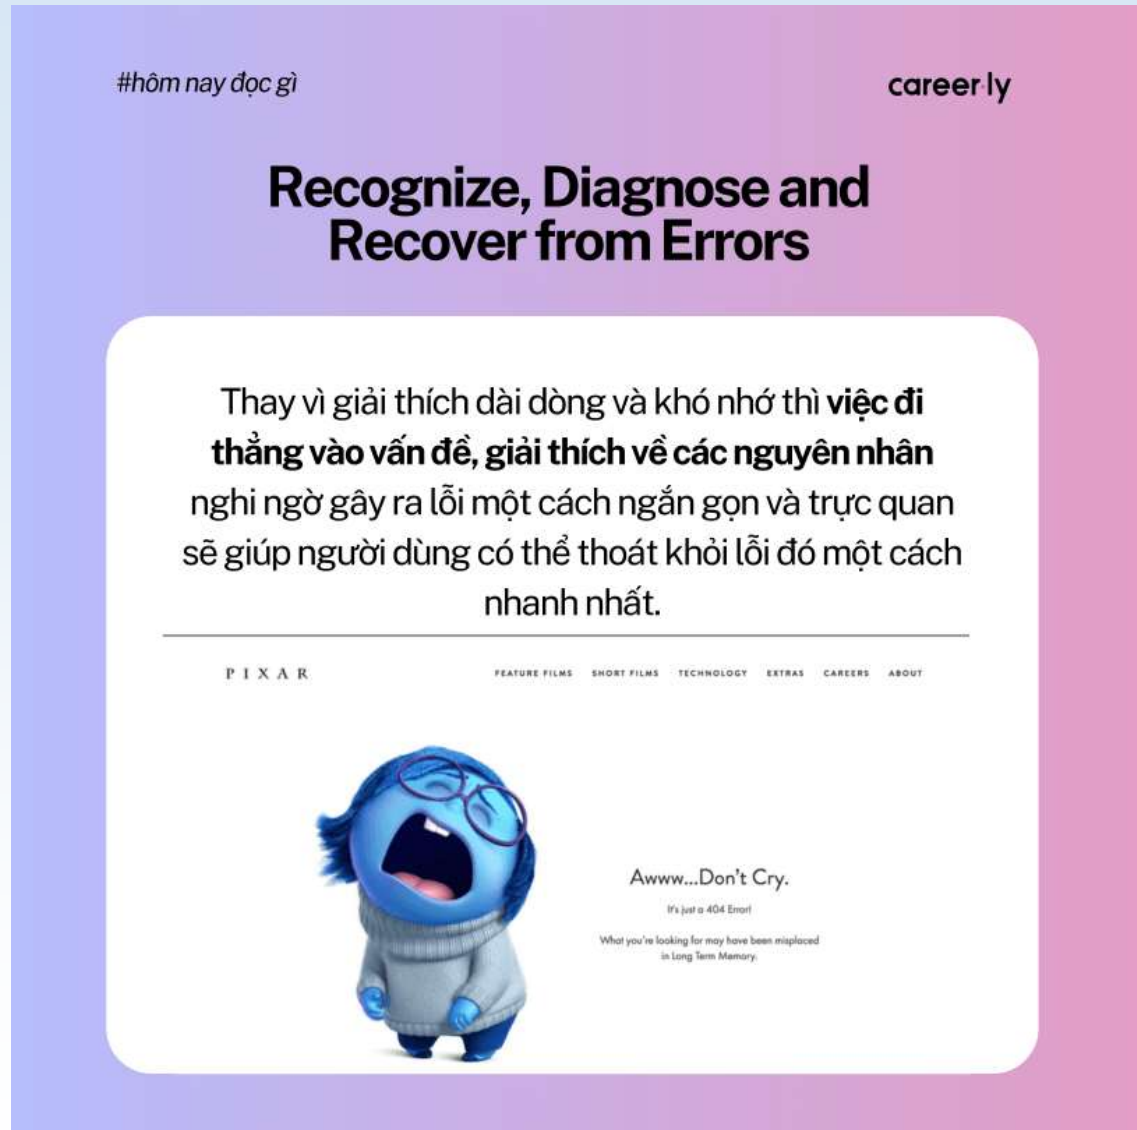 #hôm nay đọc gì
career·ly
Recognize, Diagnose and
Recover from Errors
Thay vì giải thích dài dòng và khó nhớ thì việc đi
thẳng vào vấn đề, giải thích về các nguyên nhân
nghi ngờ gây ra lỗi một cách ngắn gọn và trực quan
sẽ giúp người dùng có thể thoát khỏi lỗi đó một cách
nhanh nhất.
PIXAR
FEATURE FILMS SHORT FILMS TECHNOLOGY EXTRAS CAREERS ABOUT
Awww...Don't Cry.
It's just a 404 Error!
What you're looking for may have been misplaced
in Long Term Memory.